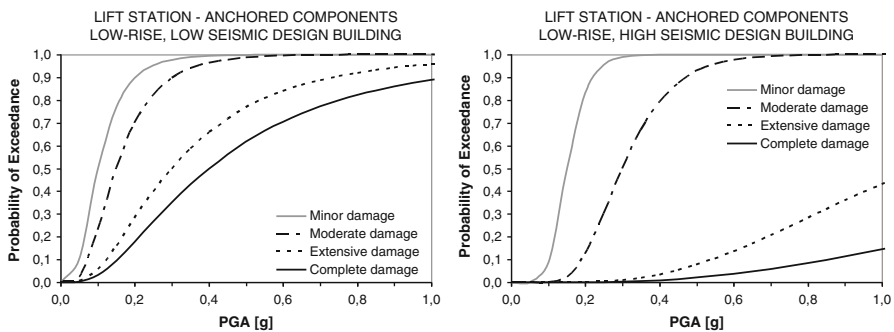 LIFT STATION - ANCHORED COMPONENTS
LOW-RISE, LOW SEISMIC DESIGN BUILDING
Probability of Exceedance
1,0
0,9
0,8
0,7
0,6
0,5
0,4
0,3
0,2
0,1
0,0
Minor damage
Moderate damage
Extensive damage
Complete damage
0,0 0,2 0,4 0,6 0,8 1,0
PGA [g]
LIFT STATION - ANCHORED COMPONENTS
LOW-RISE, HIGH SEISMIC DESIGN BUILDING
Probability of Exceedance
1,0
0,9
0,8
0,7
0,6
0,5
0,4
0,3
0,2
0,1
0,0
Minor damage
Moderate damage
Extensive damage
Complete damage
0,0 0,2 0,4 0,6 0,8 1,0
PGA [g]